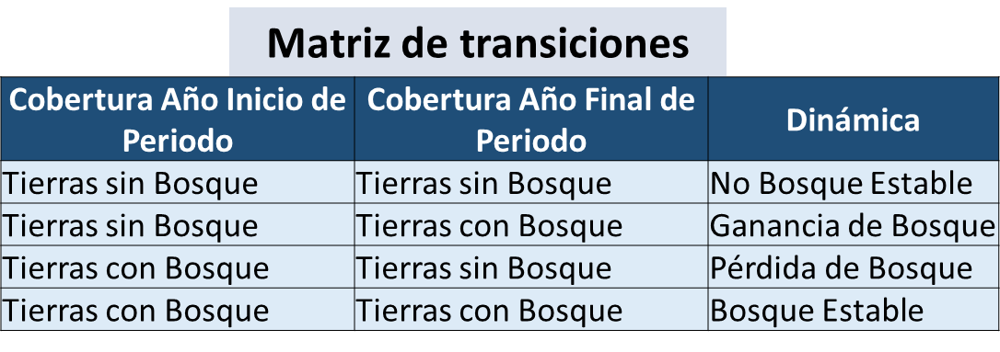 Matriz de transiciones
Cobertura Año Inicio de Periodo
Cobertura Año Final de Periodo
Dinámica
Tierras sin Bosque
Tierras sin Bosque
No Bosque Estable
Tierras sin Bosque
Tierras con Bosque
Ganancia de Bosque
Tierras con Bosque
Tierras sin Bosque
Pérdida de Bosque
Tierras con Bosque
Tierras con Bosque
Bosque Estable